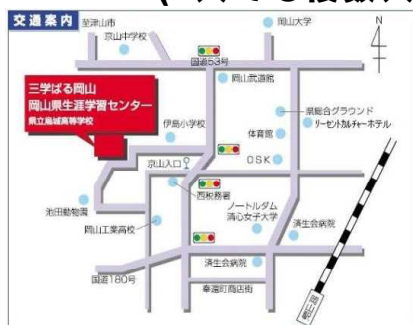 交通案内
至津山市
岡山大学
N
京山中学校
国道53号
三学ぱる岡山
岡山県生涯学習センター
県立烏城高等学校
岡山武道館
伊島小学校
県総合グラウンド
体育館
リーセントカルチャーホテル
京山入口
OSK
西税務署
池田動物園
ノートルダム
清心女子大学
岡山工業高校
済生会病院
済生会病院
国道180号
奉還町商店街
岡山駅